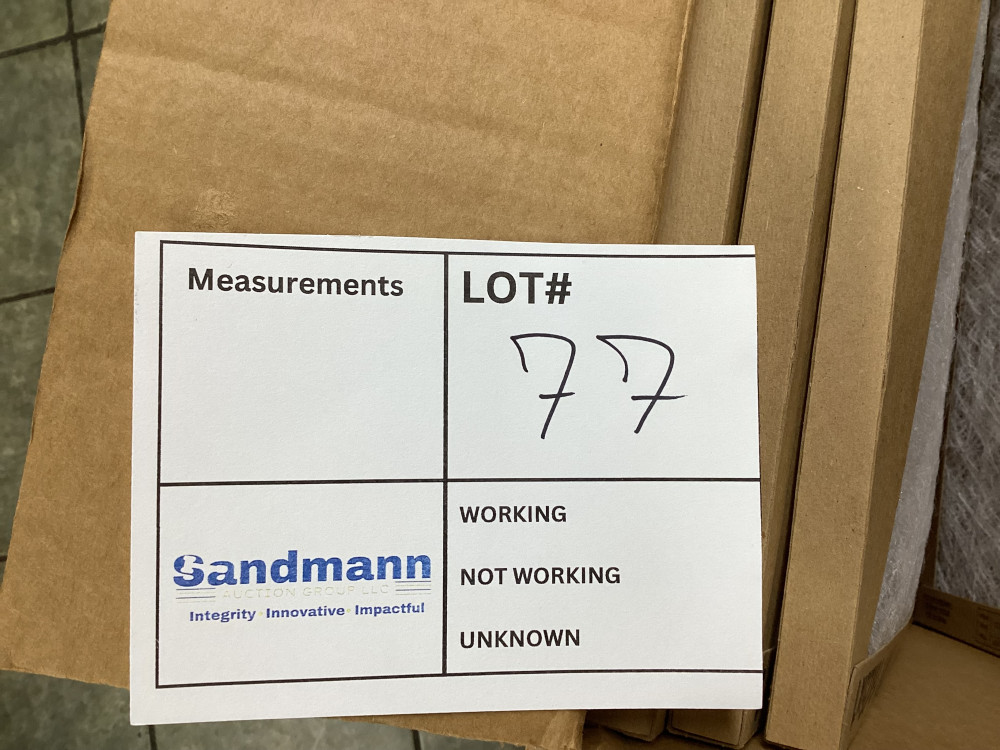 Measurements
LOT#
77
Sandmann
AUCTION GROUP LLC
Integrity · Innovative · Impactful
WORKING
NOT WORKING
UNKNOWN